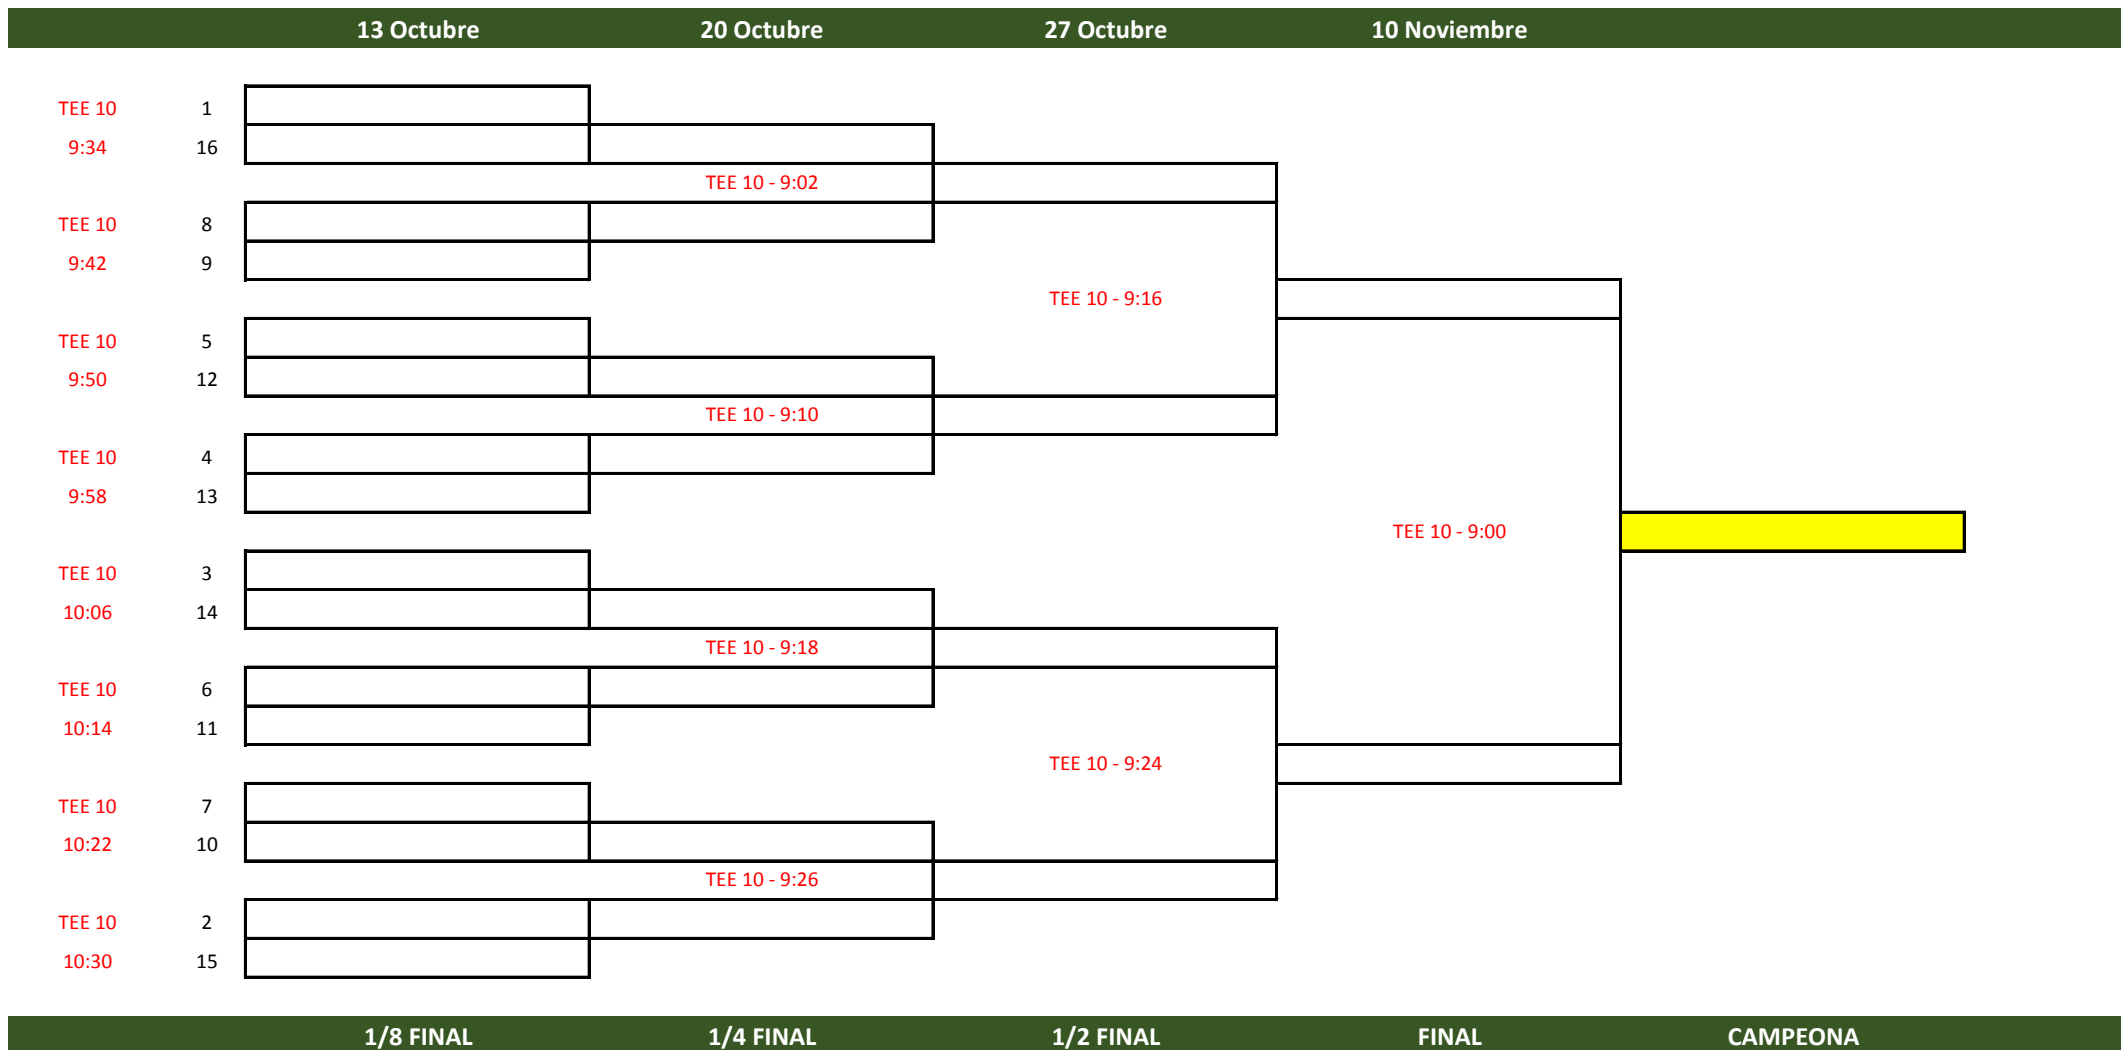 13 Octubre 20 Octubre 27 Octubre 10 Noviembre
TEE 10 1
9:34 16
TEE 10 - 9:02
TEE 10 8
9:42 9
TEE 10 - 9:16
TEE 10 5
9:50 12
TEE 10 - 9:10
TEE 10 4
9:58 13
TEE 10 - 9:00
TEE 10 3
10:06 14
TEE 10 - 9:18
TEE 10 6
10:14 11
TEE 10 - 9:24
TEE 10 7
10:22 10
TEE 10 - 9:26
TEE 10 2
10:30 15
1/8 FINAL 1/4 FINAL 1/2 FINAL FINAL CAMPEONA